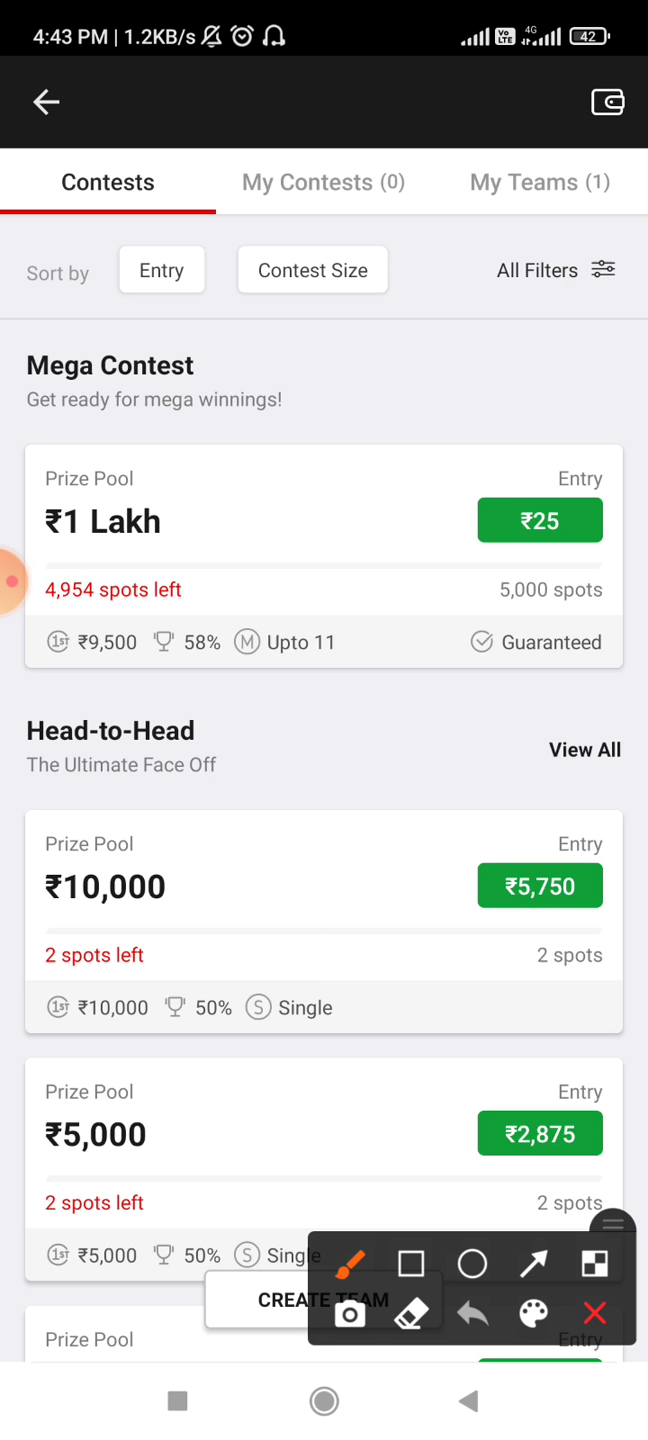 4:43 PM | 1.2KB/s Vo LTE 4G 42
Contests My Contests (0) My Teams (1)
Sort by Entry Contest Size All Filters
Mega Contest
Get ready for mega winnings!
Prize Pool Entry
₹1 Lakh ₹25
4,954 spots left 5,000 spots
1ST ₹9,500 58% M Upto 11 Guaranteed
Head-to-Head
View All
The Ultimate Face Off
Prize Pool Entry
₹10,000 ₹5,750
2 spots left 2 spots
1ST ₹10,000 50% S Single
Prize Pool Entry
₹5,000 ₹2,875
2 spots left 2 spots
1ST ₹5,000 50% S Single
CREATE TEAM
Prize Pool Entry